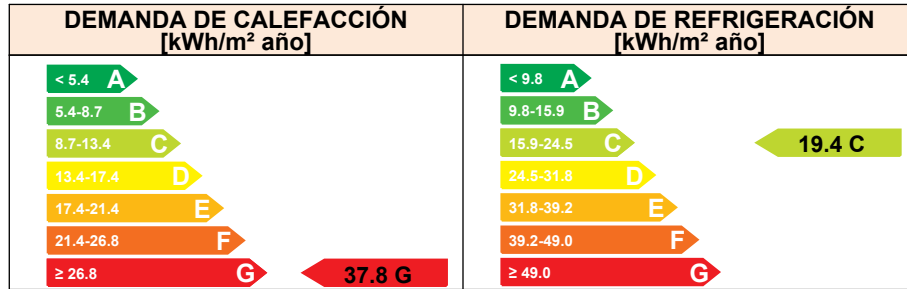 DEMANDA DE CALEFACCIÓN
[kWh/m² año]
< 5.4 A
5.4-8.7 B
8.7-13.4 C
13.4-17.4 D
17.4-21.4 E
21.4-26.8 F
≥ 26.8 G
37.8 G
DEMANDA DE REFRIGERACIÓN
[kWh/m² año]
< 9.8 A
9.8-15.9 B
15.9-24.5 C
19.4 C
24.5-31.8 D
31.8-39.2 E
39.2-49.0 F
≥ 49.0 G